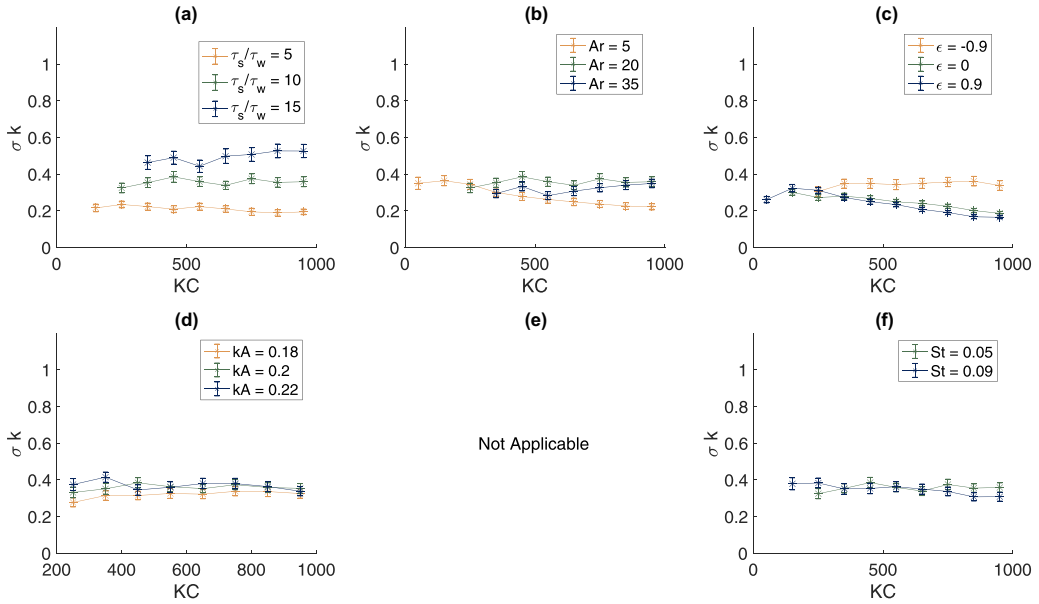 (a)
τs/τw = 5
τs/τw = 10
τs/τw = 15
1
0.8
0.6
0.4
0.2
0
0
500
1000
σ k
KC
(b)
Ar = 5
Ar = 20
Ar = 35
1
0.8
0.6
0.4
0.2
0
0
500
1000
σ k
KC
(c)
ϵ = -0.9
ϵ = 0
ϵ = 0.9
1
0.8
0.6
0.4
0.2
0
0
500
1000
σ k
KC
(d)
kA = 0.18
kA = 0.2
kA = 0.22
1
0.8
0.6
0.4
0.2
0
200
400
600
800
1000
σ k
KC
(e)
Not Applicable
(f)
St = 0.05
St = 0.09
1
0.8
0.6
0.4
0.2
0
0
500
1000
σ k
KC